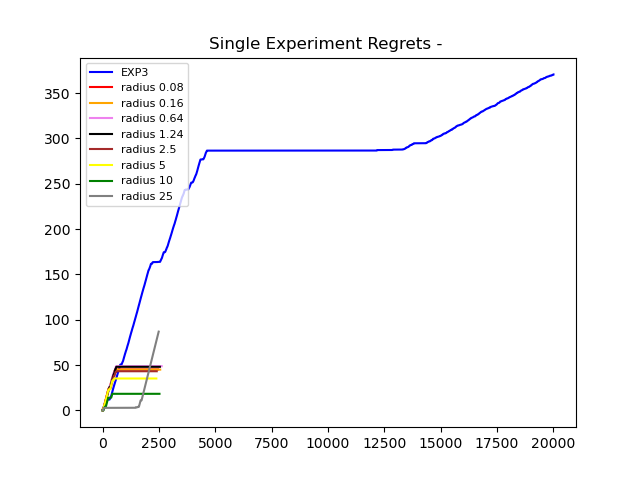 Single Experiment Regrets -
EXP3
radius 0.08
radius 0.16
radius 0.64
radius 1.24
radius 2.5
radius 5
radius 10
radius 25
350
300
250
200
150
100
50
0
0 2500 5000 7500 10000 12500 15000 17500 20000